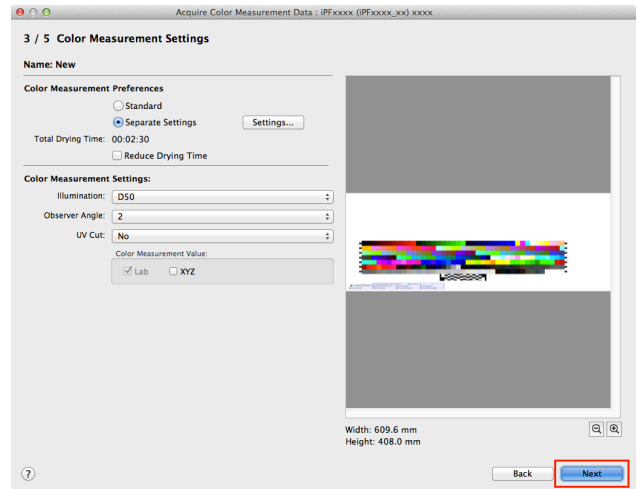 Acquire Color Measurement Data : iPFxxxx (iPFxxxx_xx) xxxx
3 / 5 Color Measurement Settings
Name: New
Color Measurement Preferences
Standard
Separate Settings
Settings...
Total Drying Time: 00:02:30
Reduce Drying Time
Color Measurement Settings:
Illumination: D50
Observer Angle: 2
UV Cut: No
Color Measurement Value:
Lab XYZ
Width: 609.6 mm
Height: 408.0 mm
?
Back Next